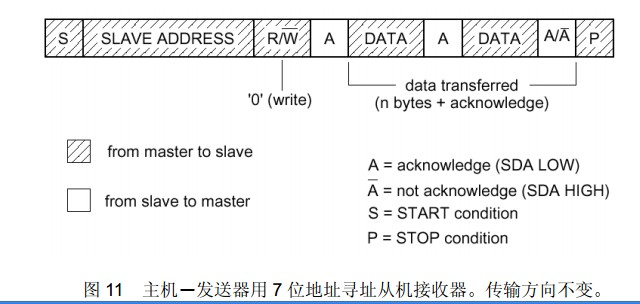 S SLAVE ADDRESS R/W̅ A DATA A DATA A/A̅ P
data transferred
'0' (write)
(n bytes + acknowledge)
from master to slave
from slave to master
A = acknowledge (SDA LOW)
A̅ = not acknowledge (SDA HIGH)
S = START condition
P = STOP condition
图 11 主机－发送器用 7 位地址寻址从机接收器。传输方向不变。